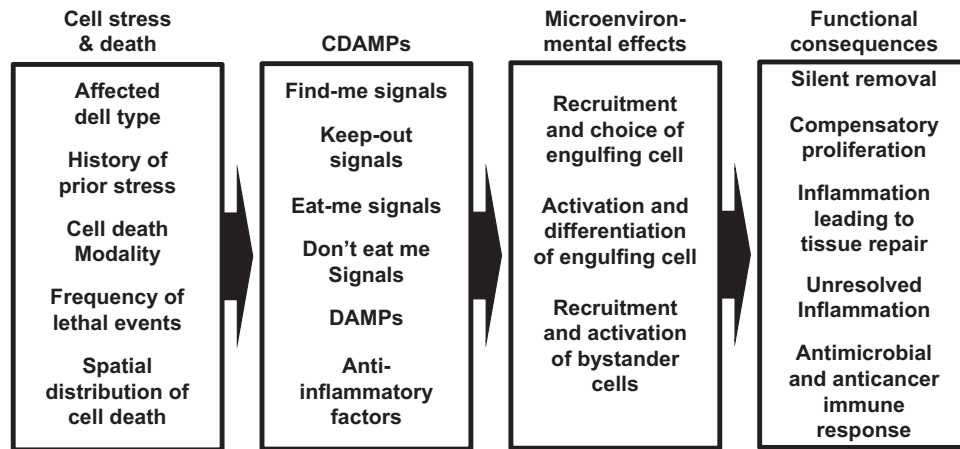 Cell stress
& death
Affected
dell type
History of
prior stress
Cell death
Modality
Frequency of
lethal events
Spatial
distribution of
cell death
CDAMPs
Find-me signals
Keep-out
signals
Eat-me signals
Don't eat me
Signals
DAMPs
Anti-
inflammatory
factors
Microenviron-
mental effects
Recruitment
and choice of
engulfing cell
Activation and
differentiation
of engulfing cell
Recruitment
and activation
of bystander
cells
Functional
consequences
Silent removal
Compensatory
proliferation
Inflammation
leading to
tissue repair
Unresolved
Inflammation
Antimicrobial
and anticancer
immune
response